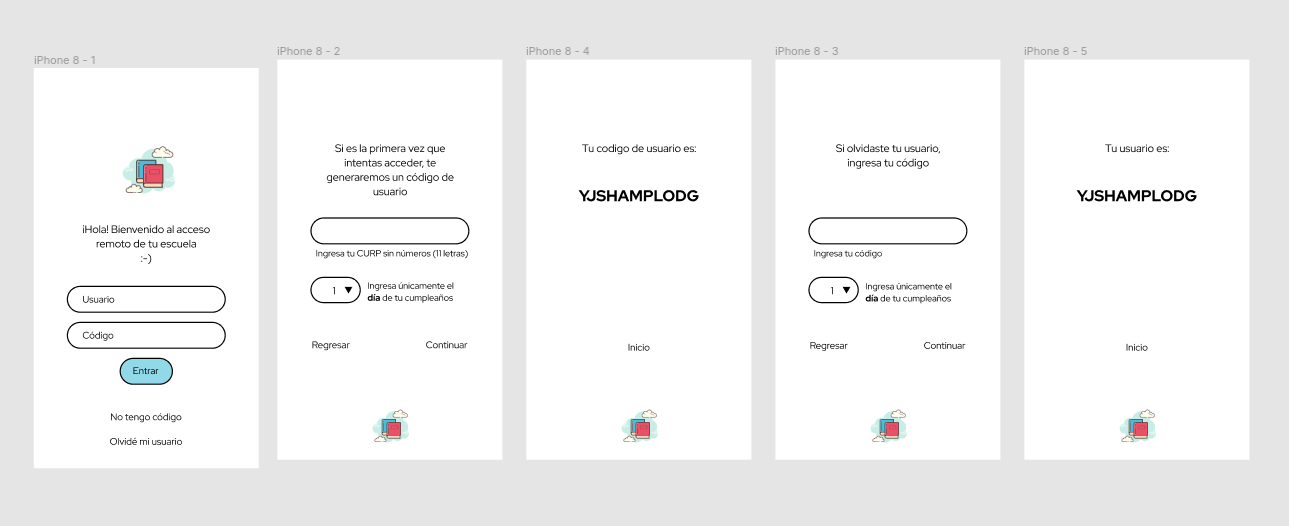 iPhone 8 - 1
¡Hola! Bienvenido al acceso
remoto de tu escuela
:-)
Usuario
Código
Entrar
No tengo código
Olvidé mi usuario
iPhone 8 - 2
Si es la primera vez que
intentas acceder, te
generaremos un código de
usuario
Ingresa tu CURP sin números (11 letras)
1
Ingresa únicamente el
día de tu cumpleaños
Regresar
Continuar
iPhone 8 - 4
Tu codigo de usuario es:
YJSHAMPLODG
Inicio
iPhone 8 - 3
Si olvidaste tu usuario,
ingresa tu código
Ingresa tu código
1
Ingresa únicamente el
día de tu cumpleaños
Regresar
Continuar
iPhone 8 - 5
Tu usuario es:
YJSHAMPLODG
Inicio